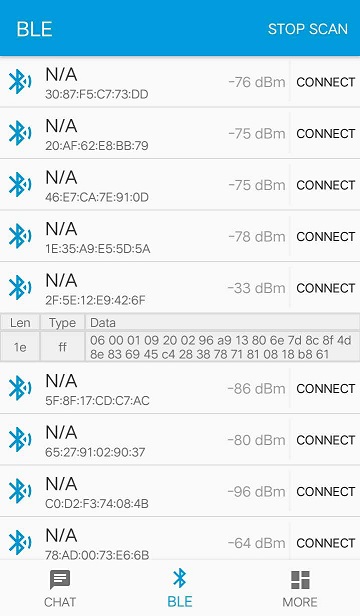 BLE STOP SCAN
N/A -76 dBm CONNECT
30:87:F5:C7:73:DD
N/A -75 dBm CONNECT
20:AF:62:E8:BB:79
N/A -75 dBm CONNECT
46:E7:CA:7E:91:0D
N/A -78 dBm CONNECT
1E:35:A9:E5:5D:5A
N/A -33 dBm CONNECT
2F:5E:12:E9:42:6F
Len Type Data
1e ff 06 00 01 09 20 02 96 a9 13 80 6e 7d 8c 8f 4d
8e 83 69 45 c4 28 38 78 71 81 08 18 b8 61
N/A -86 dBm CONNECT
5F:8F:17:CD:C7:AC
N/A -80 dBm CONNECT
65:27:91:02:90:37
N/A -96 dBm CONNECT
C0:D2:F3:74:08:4B
N/A -64 dBm CONNECT
78:AD:00:73:E6:6B
CHAT BLE MORE